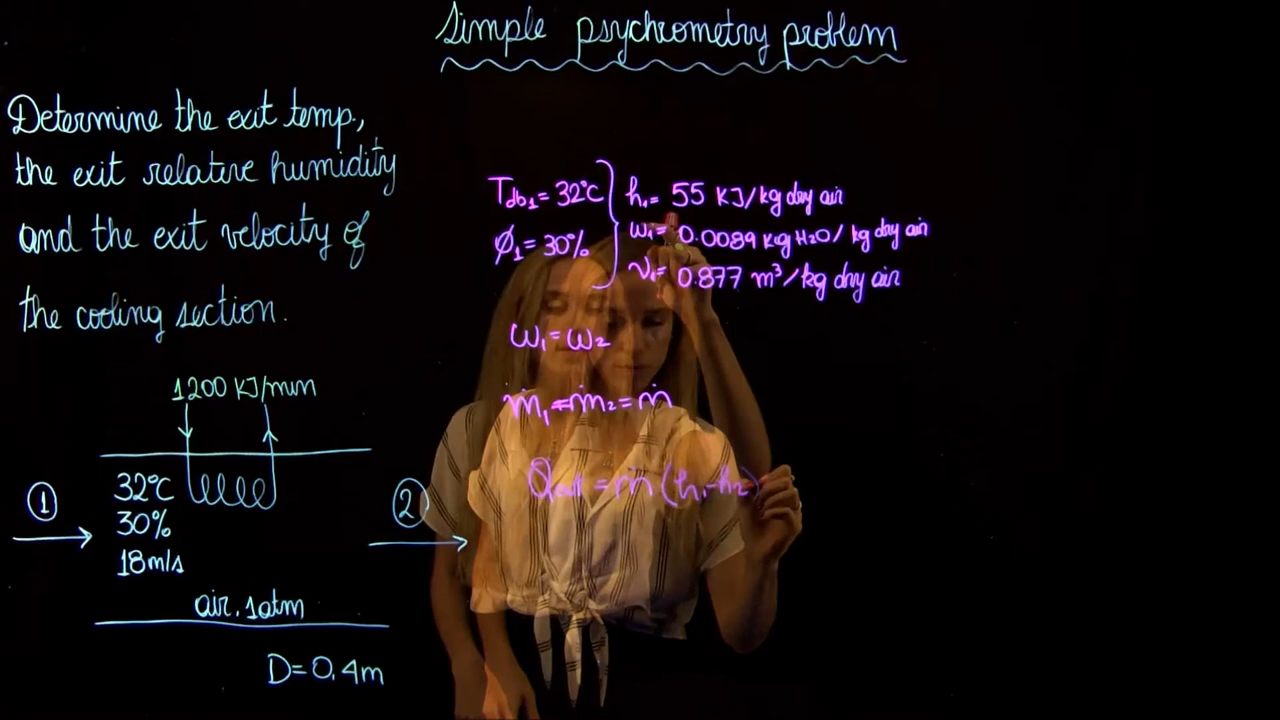 Simple psychrometry problem
Determine the exit temp.,
the exit relative humidity
and the exit velocity of
the cooling section.
1200 KJ/min
1
32°C
30%
18m/s
2
air, 1atm
D=0.4m
Tdb1=32°C
ϕ1=30%
h1= 55 KJ/kg dry air
ω1= 0.0089 kg H2O/kg dry air
ν1= 0.877 m³/kg dry air
ω1=ω2
ṁ1=ṁ2=ṁ
Q̇out=ṁ(h1-h2)